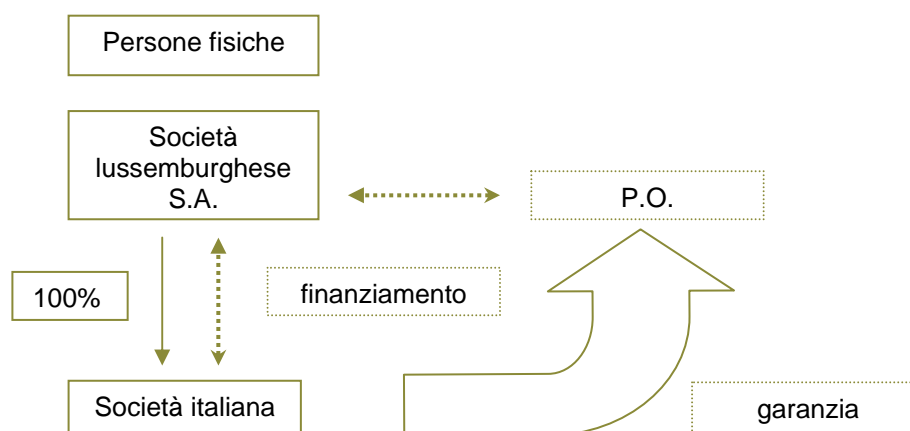 Persone fisiche
Società
lussemburghese
S.A.
P.O.
100%
finanziamento
Società italiana
garanzia